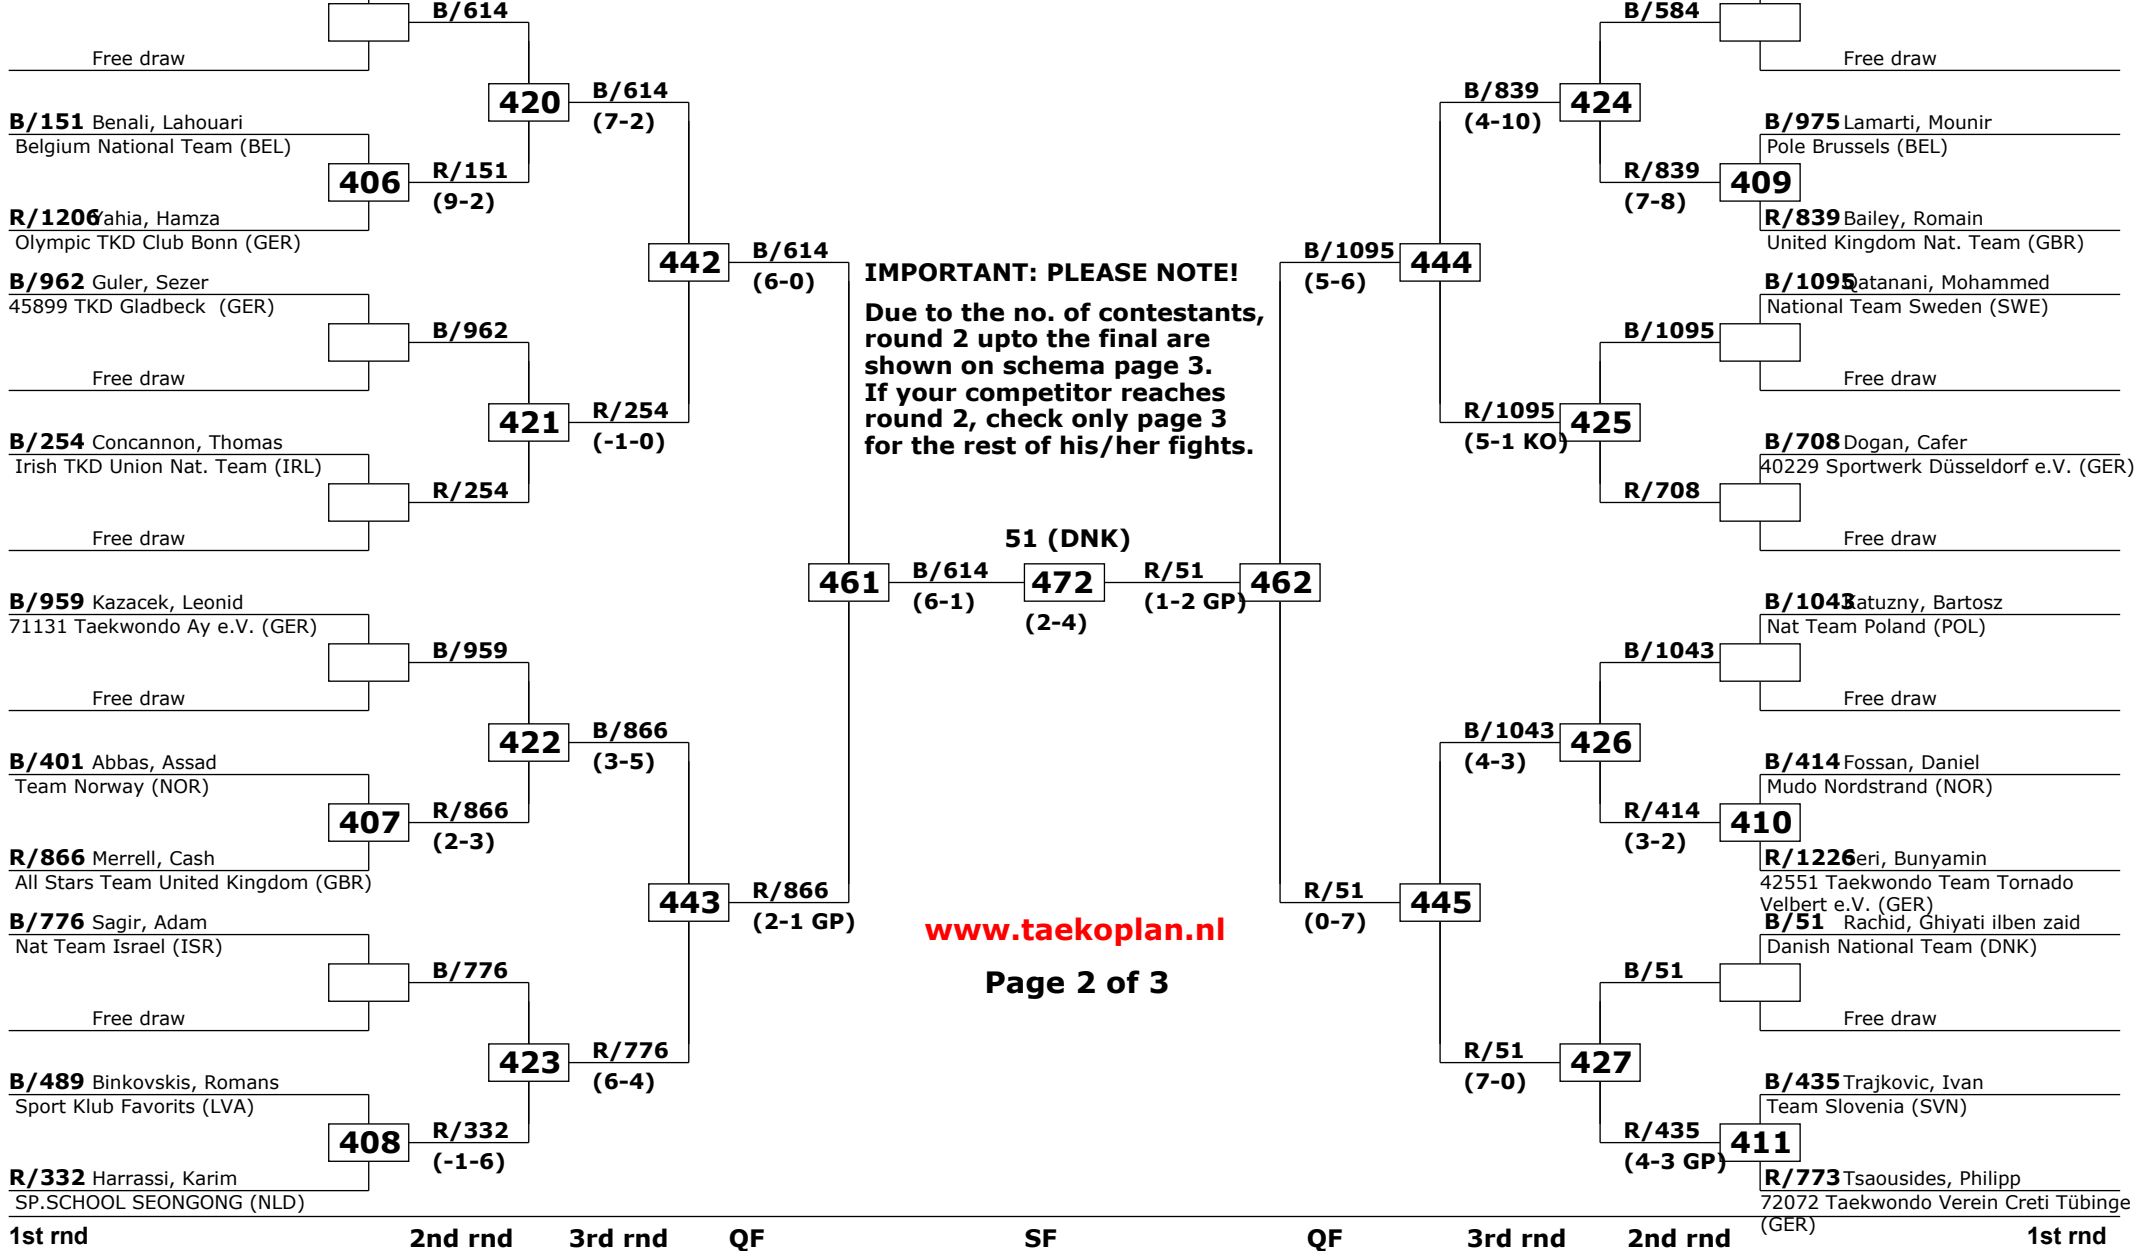 B/614
Free draw
420
B/614
(7-2)
B/151 Benali, Lahouari
Belgium National Team (BEL)
406
R/151
(9-2)
R/1206 Yahia, Hamza
Olympic TKD Club Bonn (GER)
442
B/614
(6-0)
B/962 Guler, Sezer
45899 TKD Gladbeck (GER)
B/962
Free draw
421
R/254
(-1-0)
B/254 Concannon, Thomas
Irish TKD Union Nat. Team (IRL)
R/254
Free draw
461
B/614
(6-1)
B/959 Kazacek, Leonid
71131 Taekwondo Ay e.V. (GER)
B/959
Free draw
422
B/866
(3-5)
B/401 Abbas, Assad
Team Norway (NOR)
407
R/866
(2-3)
R/866 Merrell, Cash
All Stars Team United Kingdom (GBR)
443
R/866
(2-1 GP)
B/776 Sagir, Adam
Nat Team Israel (ISR)
B/776
Free draw
423
R/776
(6-4)
B/489 Binkovskis, Romans
Sport Klub Favorits (LVA)
408
R/332
(-1-6)
R/332 Harrassi, Karim
SP.SCHOOL SEONGONG (NLD)
IMPORTANT: PLEASE NOTE!
Due to the no. of contestants,
round 2 upto the final are
shown on schema page 3.
If your competitor reaches
round 2, check only page 3
for the rest of his/her fights.
51 (DNK)
472
(2-4)
www.taekoplan.nl
Page 2 of 3
B/584
Free draw
B/839
(4-10)
424
B/975 Lamarti, Mounir
Pole Brussels (BEL)
R/839
(7-8)
409
R/839 Bailey, Romain
United Kingdom Nat. Team (GBR)
B/1095
(5-6)
444
B/1095 Qatanani, Mohammed
National Team Sweden (SWE)
B/1095
Free draw
R/1095
(5-1 KO)
425
B/708 Dogan, Cafer
40229 Sportwerk Düsseldorf e.V. (GER)
R/708
Free draw
R/51
(1-2 GP)
462
B/1043 Katuzny, Bartosz
Nat Team Poland (POL)
B/1043
Free draw
B/1043
(4-3)
426
B/414 Fossan, Daniel
Mudo Nordstrand (NOR)
R/414
(3-2)
410
R/1226 Seri, Bunyamin
42551 Taekwondo Team Tornado
Velbert e.V. (GER)
R/51
(0-7)
445
B/51 Rachid, Ghiyati ilben zaid
Danish National Team (DNK)
B/51
Free draw
R/51
(7-0)
427
B/435 Trajkovic, Ivan
Team Slovenia (SVN)
R/435
(4-3 GP)
411
R/773 Tsaousides, Philipp
72072 Taekwondo Verein Creti Tübinge
(GER)
1st rnd 2nd rnd 3rd rnd QF SF QF 3rd rnd 2nd rnd 1st rnd